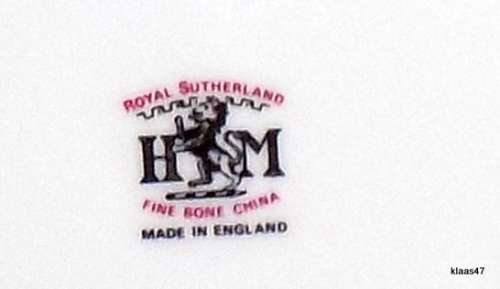 ROYAL SUTHERLAND
H M
FINE BONE CHINA
MADE IN ENGLAND
klaas47